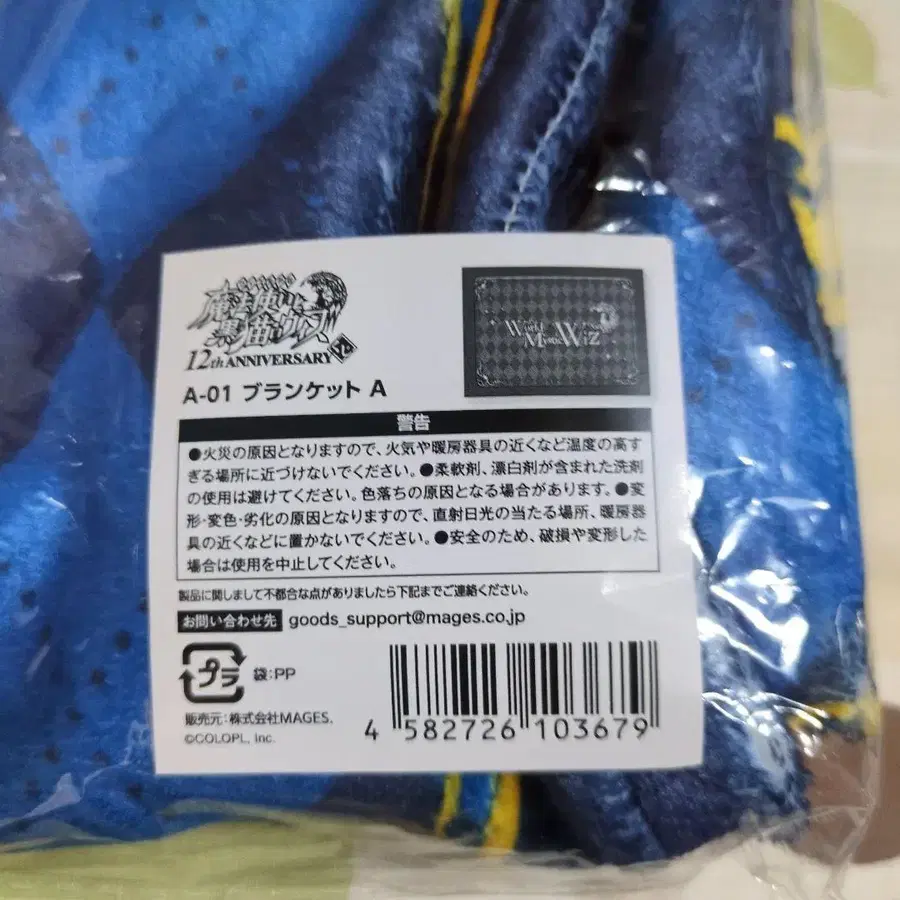 魔法使いと
黒猫のウィズ
12th ANNIVERSARY くじ
World
Mystic Wiz
A-01 ブランケット A
警告
●火災の原因となりますので、火気や暖房器具の近くなど温度の高す
ぎる場所に近づけないでください。●柔軟剤、漂白剤が含まれた洗剤
の使用は避けてください。色落ちの原因となる場合があります。●変
形・変色・劣化の原因となりますので、直射日光の当たる場所、暖房器
具の近くなどに置かないでください。●安全のため、破損や変形した
場合は使用を中止してください。
製品に関しまして不都合な点がありましたら下記までご連絡ください。
お問い合わせ先 goods_support@mages.co.jp
プラ 袋:PP
販売元:株式会社MAGES.
©COLOPL, Inc.
4 582726 103679